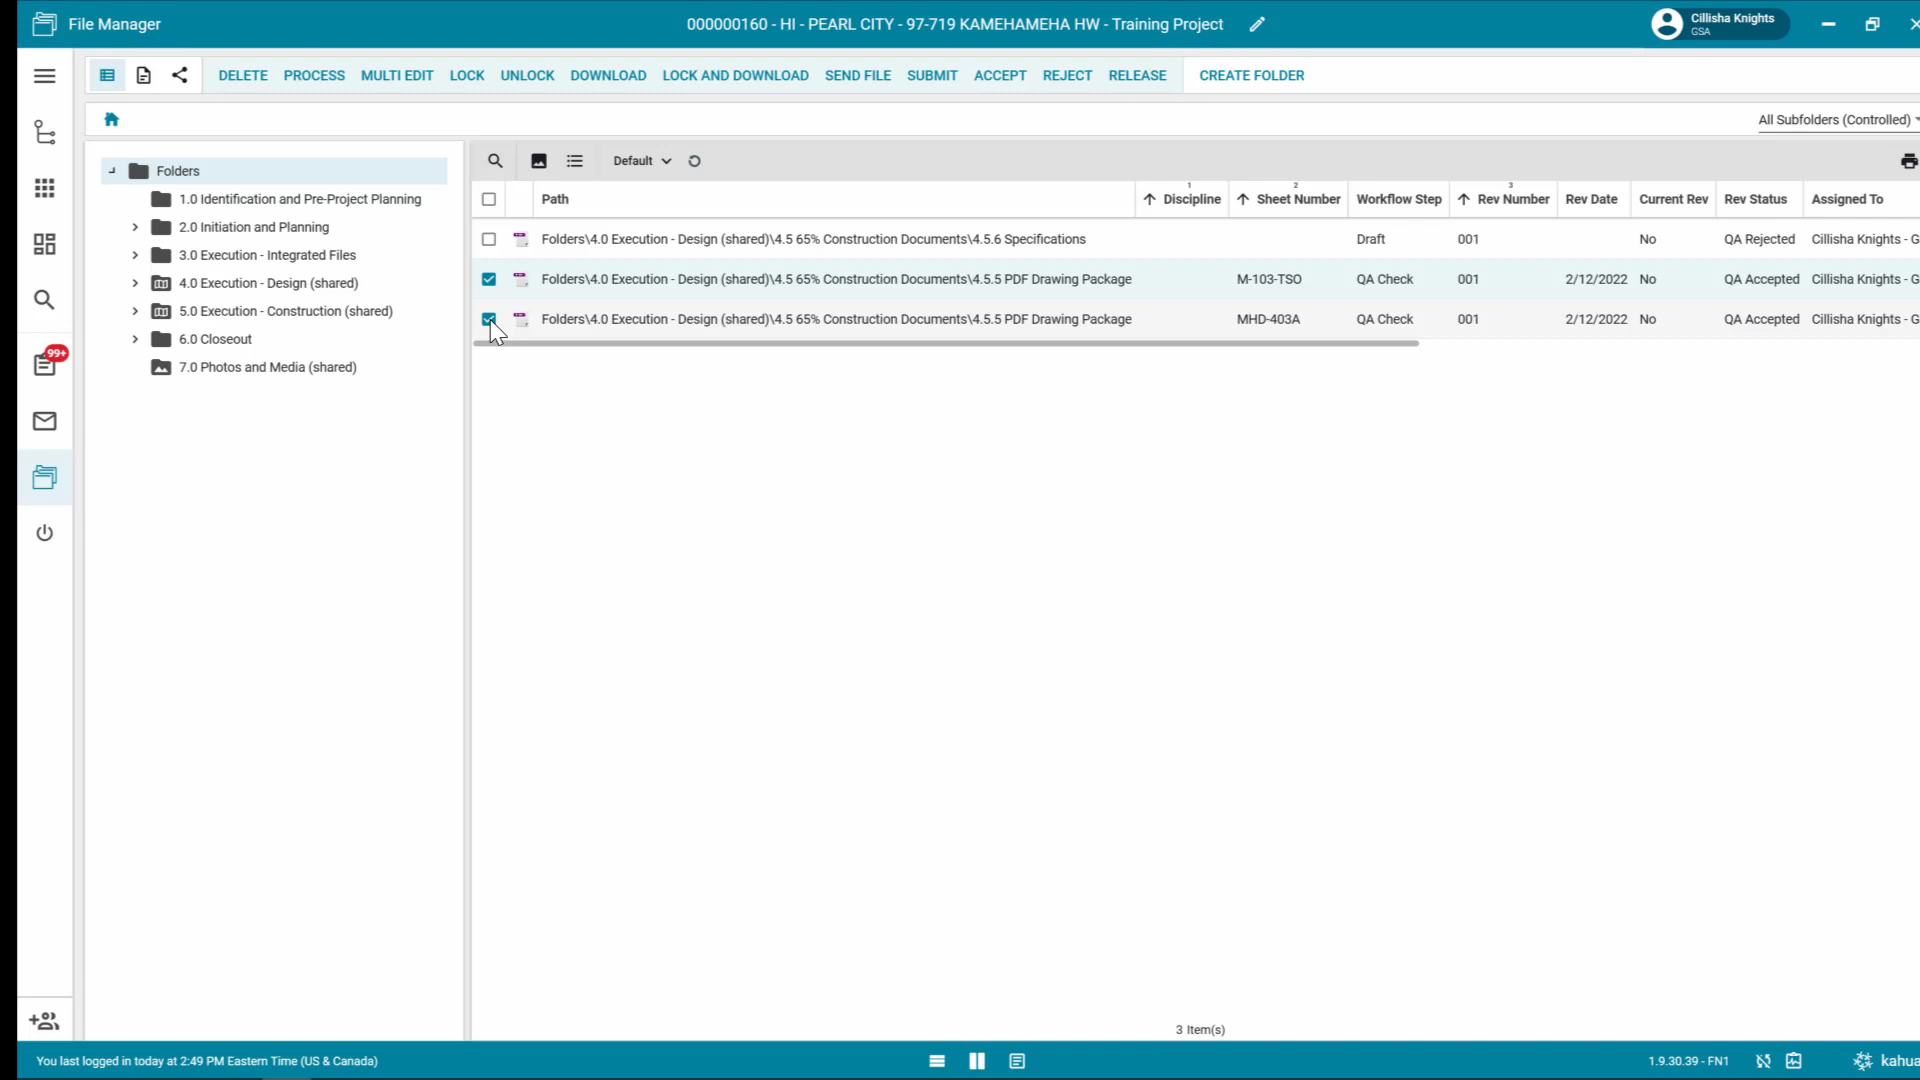 File Manager
000000160 - HI - PEARL CITY - 97-719 KAMEHAMEHA HW - Training Project
Cillisha Knights
GSA
DELETE PROCESS MULTI EDIT LOCK UNLOCK DOWNLOAD LOCK AND DOWNLOAD SEND FILE SUBMIT ACCEPT REJECT RELEASE CREATE FOLDER
All Subfolders (Controlled)
Folders
1.0 Identification and Pre-Project Planning
2.0 Initiation and Planning
3.0 Execution - Integrated Files
4.0 Execution - Design (shared)
5.0 Execution - Construction (shared)
6.0 Closeout
7.0 Photos and Media (shared)
99+
Default
Path 1 Discipline 2 Sheet Number Workflow Step 3 Rev Number Rev Date Current Rev Rev Status Assigned To
Folders\4.0 Execution - Design (shared)\4.5 65% Construction Documents\4.5.6 Specifications Draft 001 No QA Rejected Cillisha Knights - G
Folders\4.0 Execution - Design (shared)\4.5 65% Construction Documents\4.5.5 PDF Drawing Package M-103-TSO QA Check 001 2/12/2022 No QA Accepted Cillisha Knights - G
Folders\4.0 Execution - Design (shared)\4.5 65% Construction Documents\4.5.5 PDF Drawing Package MHD-403A QA Check 001 2/12/2022 No QA Accepted Cillisha Knights - G
3 Item(s)
You last logged in today at 2:49 PM Eastern Time (US & Canada)
1.9.30.39 - FN1
kahua